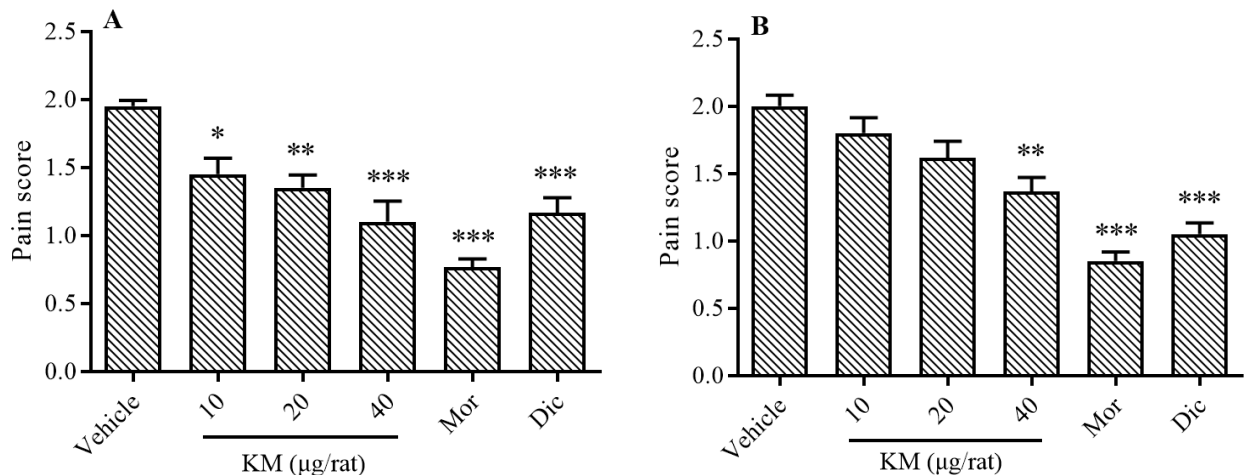 A
Pain score
2.5
2.0
1.5
1.0
0.5
0.0
*
**
***
***
***
Vehicle
10
20
40
Mor
Dic
KM (μg/rat)
B
Pain score
2.5
2.0
1.5
1.0
0.5
0.0
**
***
***
Vehicle
10
20
40
Mor
Dic
KM (μg/rat)